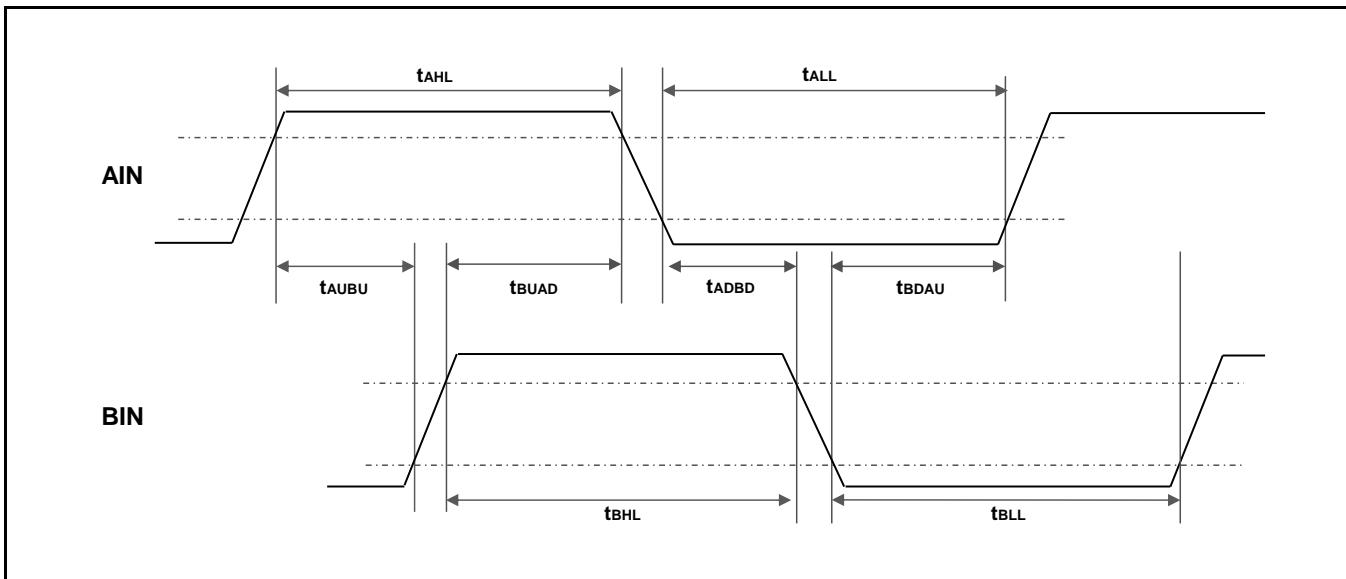 tAHL
tALL
AIN
tAUBU
tBUAD
tADBD
tBDAU
BIN
tBHL
tBLL